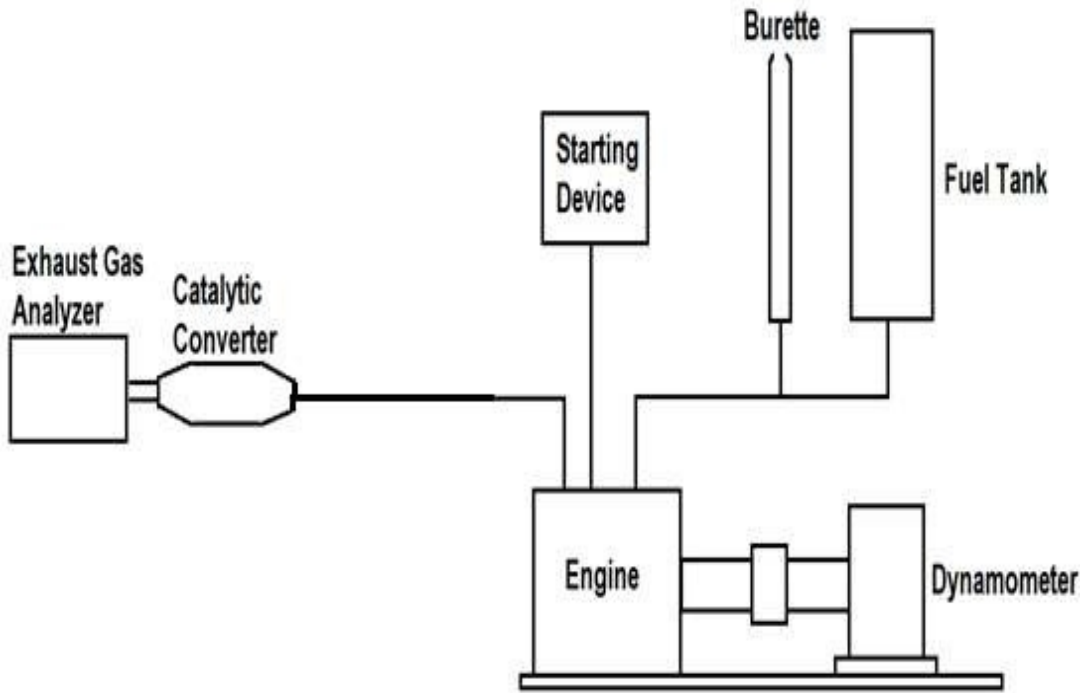 Burette
Starting
Device
Fuel Tank
Exhaust Gas
Analyzer
Catalytic
Converter
Engine
Dynamometer